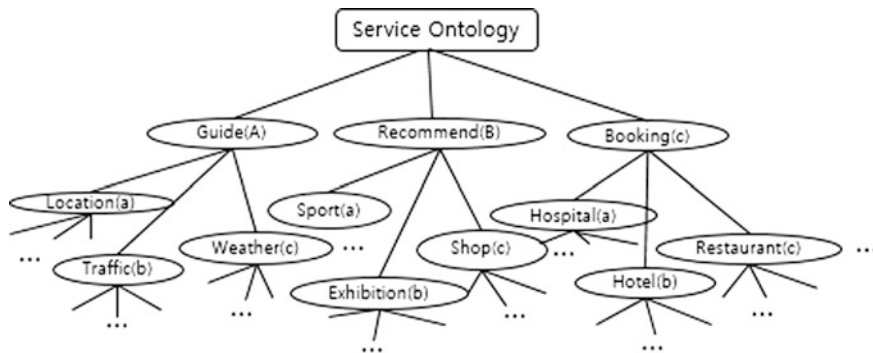 Service Ontology
Guide(A)
Recommend(B)
Booking(c)
Location(a)
Sport(a)
Hospital(a)
Weather(c)
...
Shop(c)
...
Restaurant(c)
...
...
Traffic(b)
Exhibition(b)
Hotel(b)
...
...
...
...
...
...